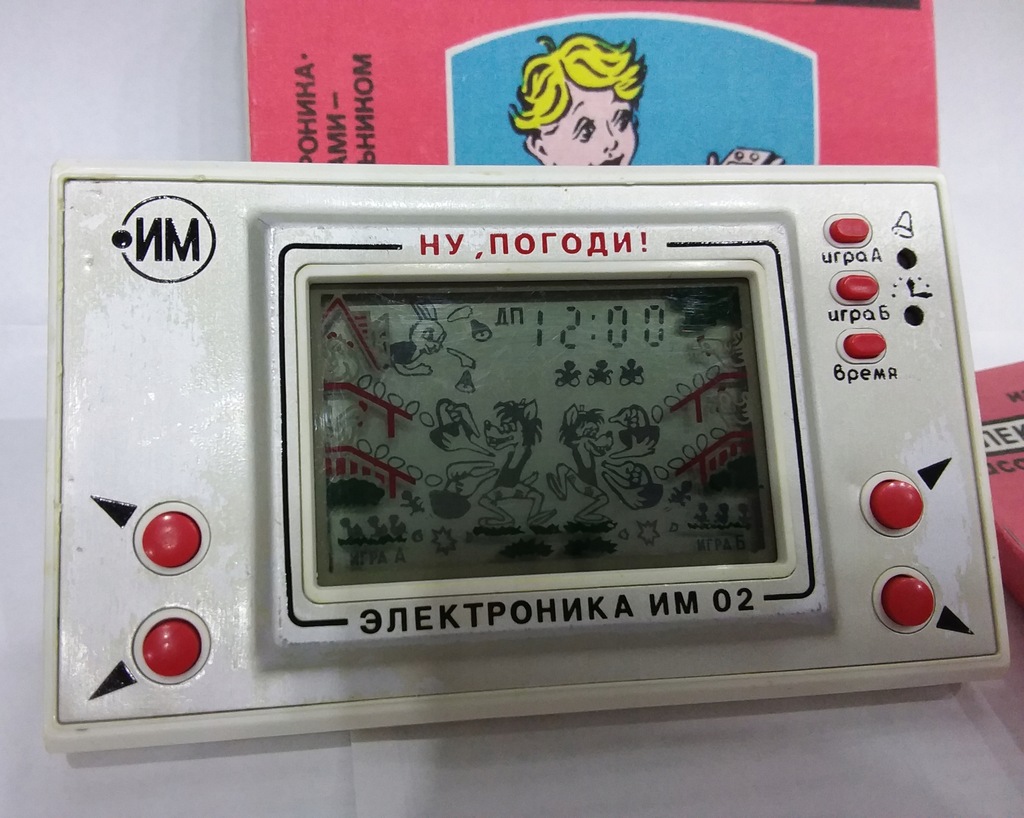 РОНИКА·
АМИ–
ЬНИКОМ
·ИМ
НУ, ПОГОДИ!
игра А
игра Б
время
ДП 12:00
ИГРА А
ИГРА Б
ЭЛЕКТРОНИКА ИМ 02